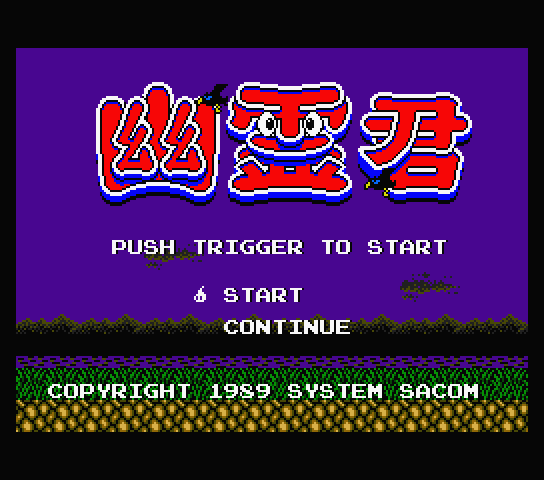 幽霊君
PUSH TRIGGER TO START
START
CONTINUE
COPYRIGHT 1989 SYSTEM SACOM